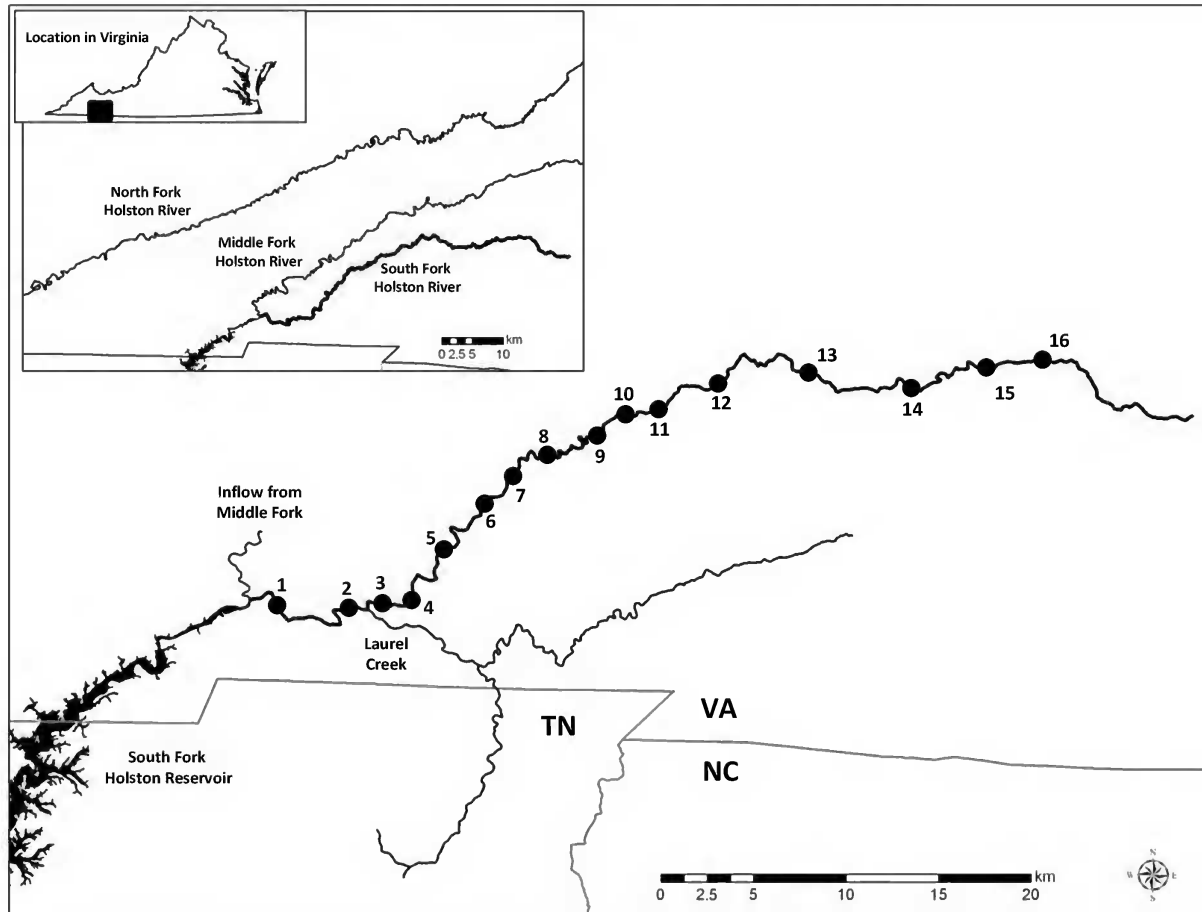 Location in Virginia
North Fork
Holston River
Middle Fork
Holston River
South Fork
Holston River
km
0 2.5 5 10
16
13
15
14
12
10
11
8
9
7
6
5
Inflow from
Middle Fork
1
2
3
4
Laurel
Creek
TN
VA
NC
South Fork
Holston Reservoir
km
0 2.5 5 10 15 20
N
W E
S